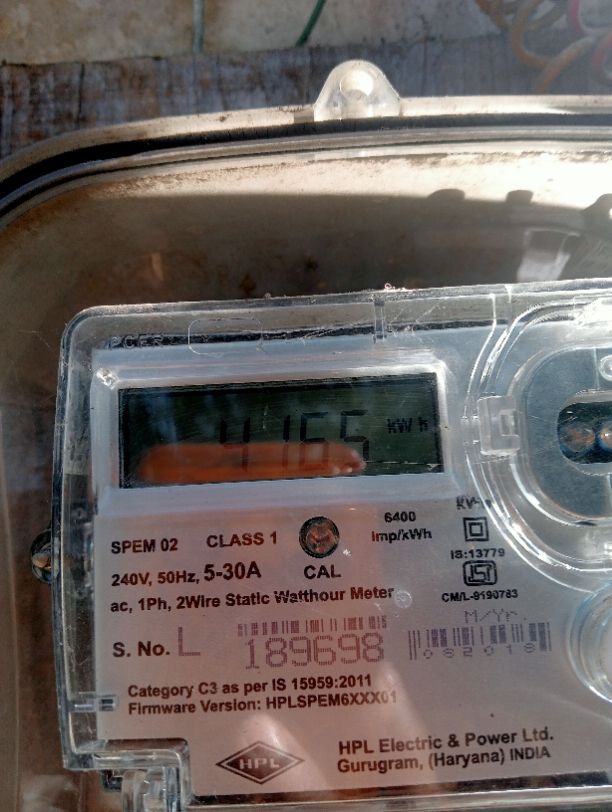 4165 kWh
SPEM 02 CLASS 1 6400
imp/kWh
240V, 50Hz, 5-30A CAL
ac, 1Ph, 2Wire Static Watthour Meter
IS:13779
CM/L-9190783
M/Yr.
S. No. L 189698 082018
Category C3 as per IS 15959:2011
Firmware Version: HPLSPEM6XXX01
HPL
HPL Electric & Power Ltd.
Gurugram, (Haryana) INDIA